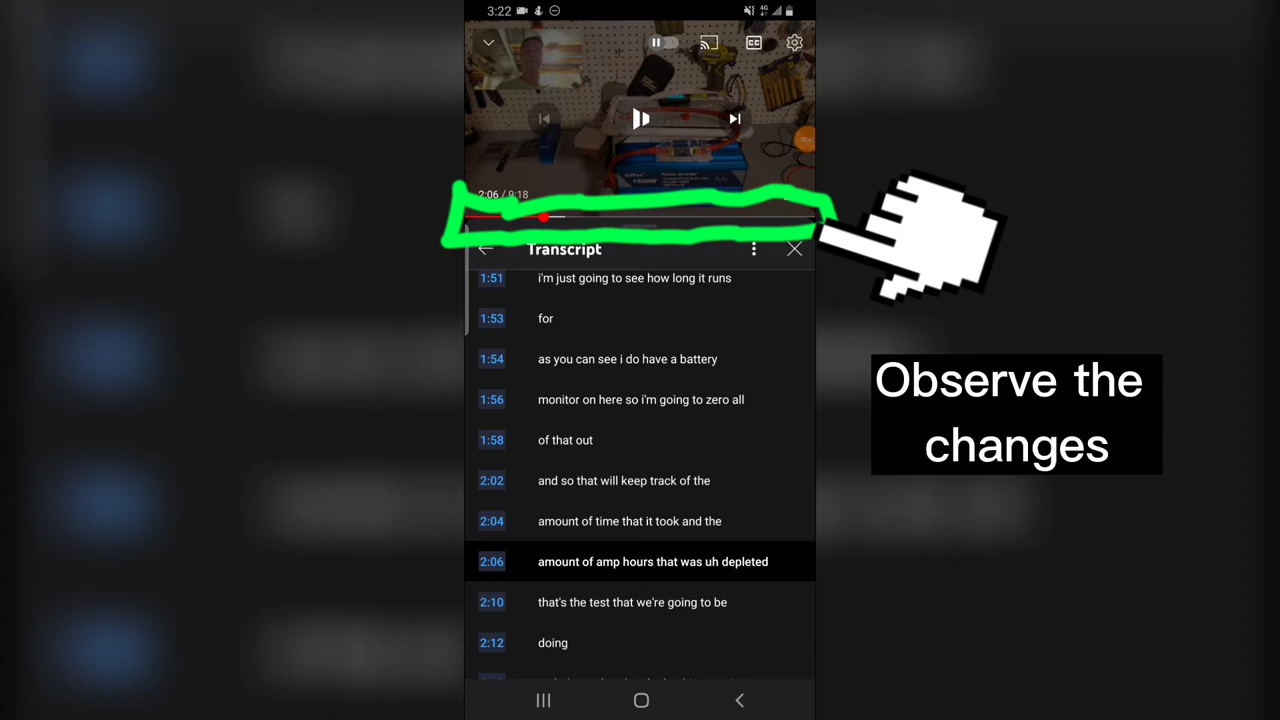 3:22
4G
CC
1500W
2:06 / 9:18
Transcript
1:51 i'm just going to see how long it runs
1:53 for
1:54 as you can see i do have a battery
1:56 monitor on here so i'm going to zero all
1:58 of that out
2:02 and so that will keep track of the
2:04 amount of time that it took and the
2:06 amount of amp hours that was uh depleted
2:10 that's the test that we're going to be
2:12 doing
Observe the
changes